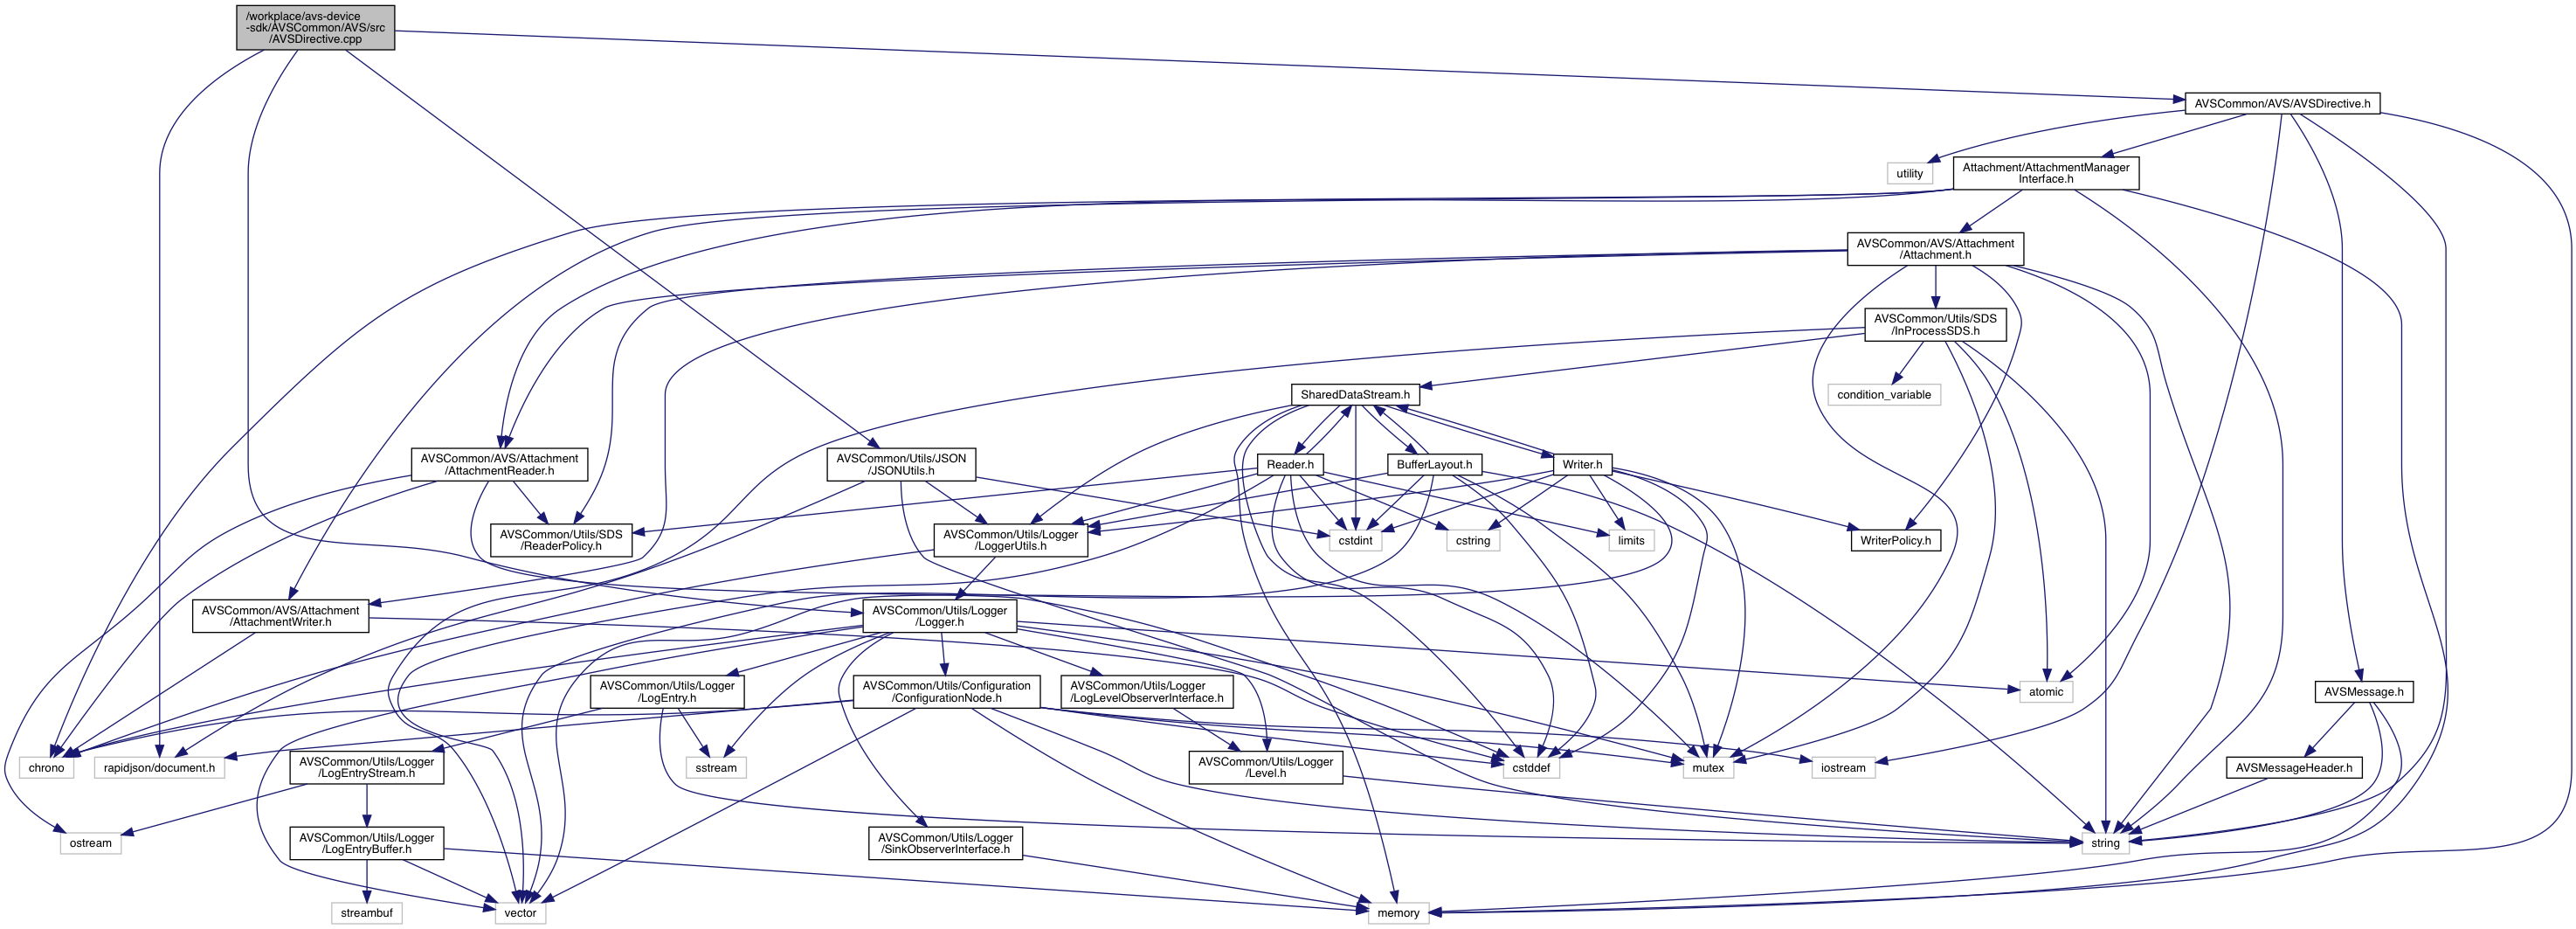 /workplace/avs-device
-sdk/AVSCommon/AVS/src
/AVSDirective.cpp
AVSCommon/AVS/AVSDirective.h
utility
Attachment/AttachmentManager
Interface.h
AVSCommon/AVS/Attachment
/Attachment.h
AVSCommon/Utils/SDS
/InProcessSDS.h
SharedDataStream.h
condition_variable
AVSCommon/AVS/Attachment
/AttachmentReader.h
AVSCommon/Utils/JSON
/JSONUtils.h
Reader.h
BufferLayout.h
Writer.h
AVSCommon/Utils/SDS
/ReaderPolicy.h
AVSCommon/Utils/Logger
/LoggerUtils.h
cstdint
cstring
limits
WriterPolicy.h
AVSCommon/AVS/Attachment
/AttachmentWriter.h
AVSCommon/Utils/Logger
/Logger.h
AVSCommon/Utils/Logger
/LogEntry.h
AVSCommon/Utils/Configuration
/ConfigurationNode.h
AVSCommon/Utils/Logger
/LogLevelObserverInterface.h
atomic
AVSMessage.h
chrono
rapidjson/document.h
AVSCommon/Utils/Logger
/LogEntryStream.h
sstream
AVSCommon/Utils/Logger
/Level.h
cstddef
mutex
iostream
AVSMessageHeader.h
ostream
AVSCommon/Utils/Logger
/LogEntryBuffer.h
AVSCommon/Utils/Logger
/SinkObserverInterface.h
string
streambuf
vector
memory